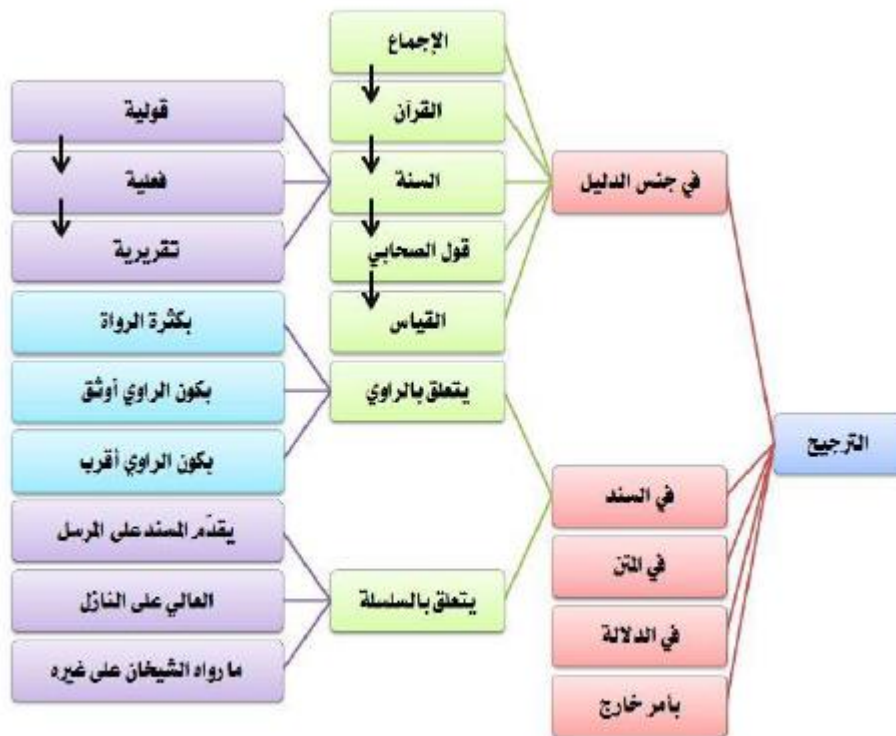 الترجيح
في جنس الدليل
الإجماع
القرآن
السنة
قولية
فعلية
تقريرية
قول الصحابي
القياس
في السند
يتعلق بالراوي
بكثرة الرواة
بكون الراوي أوثق
بكون الراوي أقرب
يتعلق بالسلسلة
يقدّم المسند على المرسل
العالي على النازل
ما رواه الشيخان على غيره
في المتن
في الدلالة
بأمر خارج